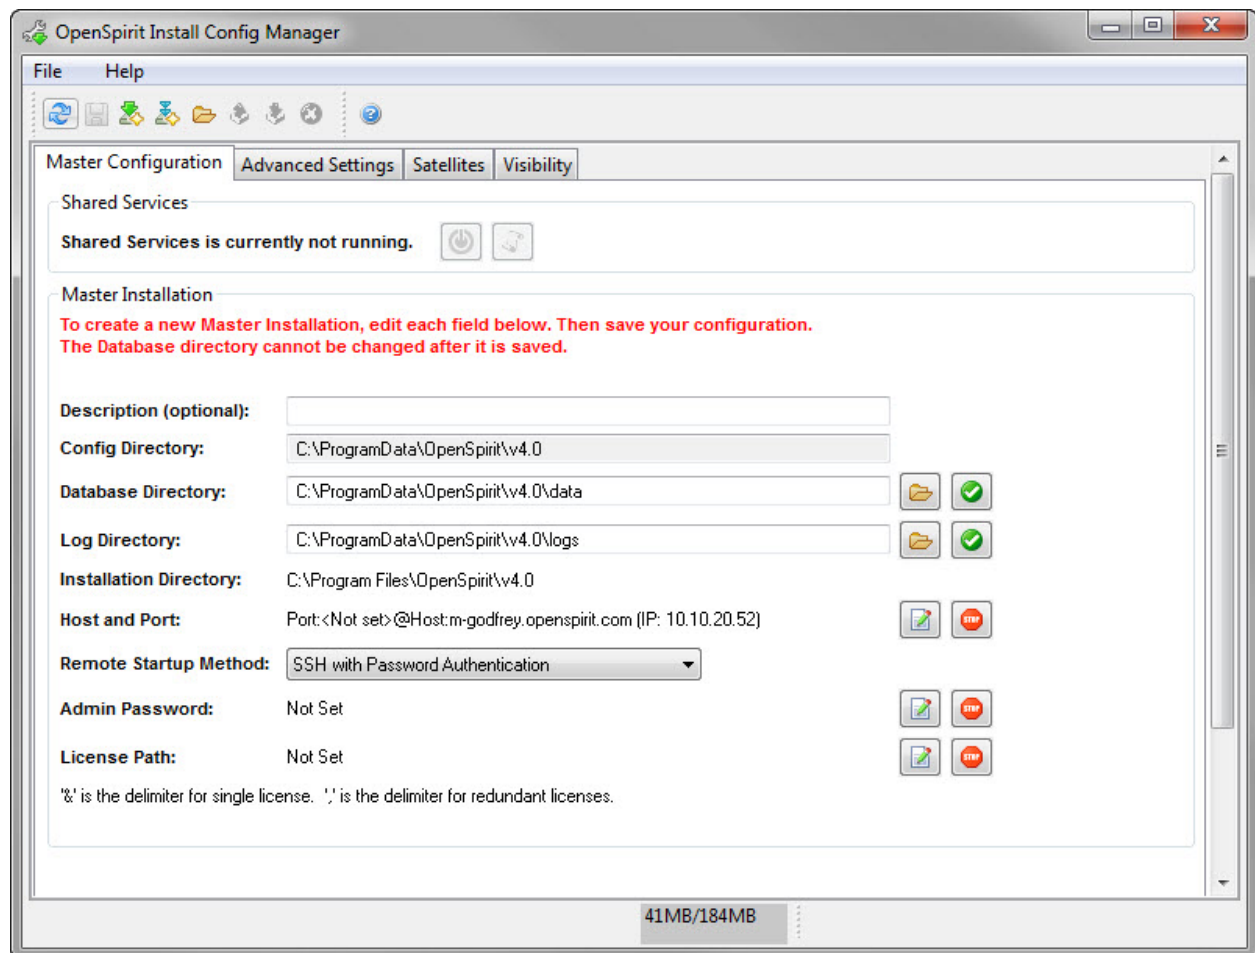 OpenSpirit Install Config Manager
File Help
Master Configuration Advanced Settings Satellites Visibility
Shared Services
Shared Services is currently not running.
Master Installation
To create a new Master Installation, edit each field below. Then save your configuration.
The Database directory cannot be changed after it is saved.
Description (optional):
Config Directory: C:\ProgramData\OpenSpirit\v4.0
Database Directory: C:\ProgramData\OpenSpirit\v4.0\data
Log Directory: C:\ProgramData\OpenSpirit\v4.0\logs
Installation Directory: C:\Program Files\OpenSpirit\v4.0
Host and Port: Port:<Not set>@Host:m-godfrey.openspirit.com (IP: 10.10.20.52) STOP
Remote Startup Method: SSH with Password Authentication
Admin Password: Not Set STOP
License Path: Not Set STOP
'&' is the delimiter for single license. ',' is the delimiter for redundant licenses.
41MB/184MB